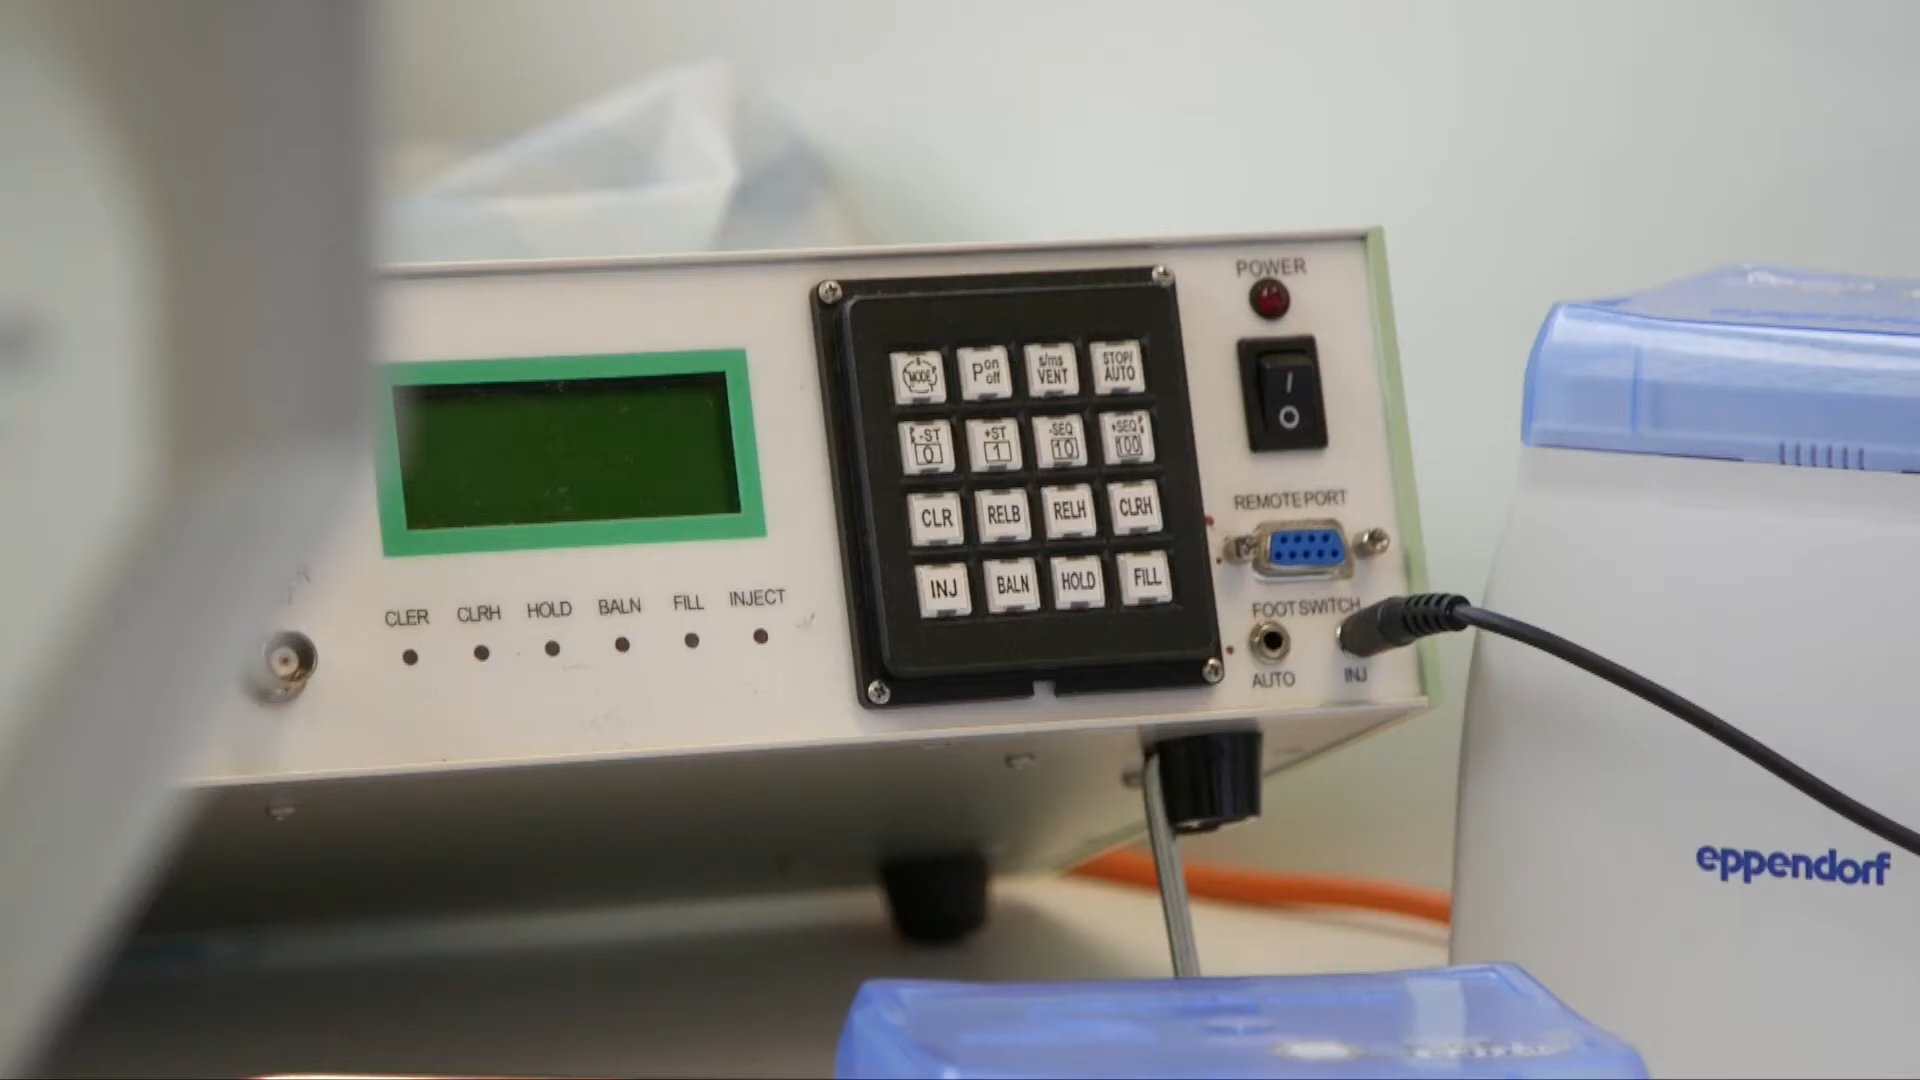 POWER
I
O
MODE
P on off
s/ms VENT
STOP/ AUTO
-ST 0
+ST 1
-SEQ 10
+SEQ 100
CLR
RELB
RELH
CLRH
INJ
BALN
HOLD
FILL
REMOTE PORT
FOOT SWITCH
AUTO
INJ
CLER
CLRH
HOLD
BALN
FILL
INJECT
eppendorf